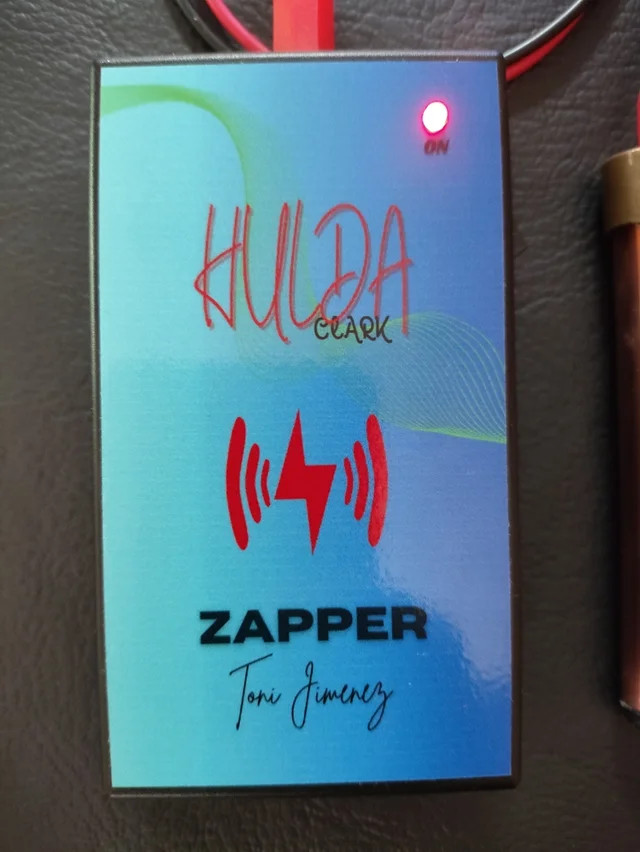 ON
HULDA
CLARK
ZAPPER
Toni Jimenez